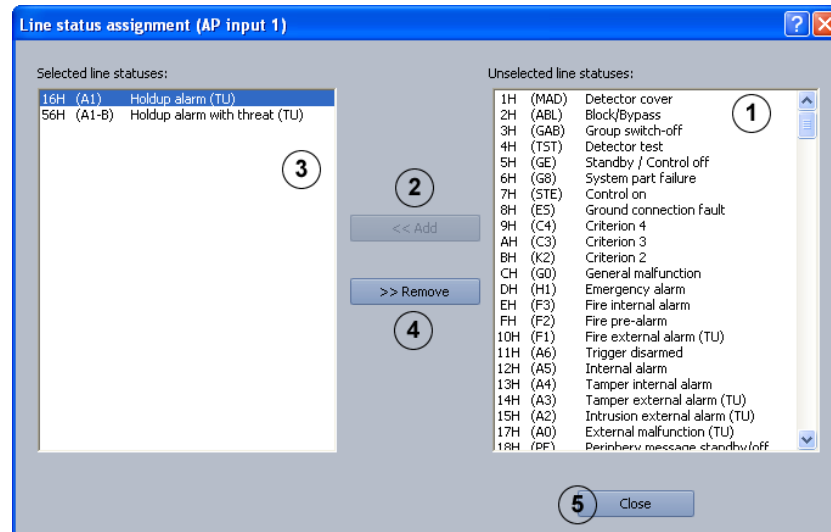 Line status assignment (AP input 1)
Selected line statuses:
16H (A1) Holdup alarm (TU)
56H (A1-B) Holdup alarm with threat (TU)
3
2
<< Add
>> Remove
4
Unselected line statuses:
1
1H (MAD) Detector cover
2H (ABL) Block/Bypass
3H (GAB) Group switch-off
4H (TST) Detector test
5H (GE) Standby / Control off
6H (G8) System part failure
7H (STE) Control on
8H (ES) Ground connection fault
9H (C4) Criterion 4
AH (C3) Criterion 3
BH (K2) Criterion 2
CH (G0) General malfunction
DH (H1) Emergency alarm
EH (F3) Fire internal alarm
FH (F2) Fire pre-alarm
10H (F1) Fire external alarm (TU)
11H (A6) Trigger disarmed
12H (A5) Internal alarm
13H (A4) Tamper internal alarm
14H (A3) Tamper external alarm (TU)
15H (A2) Intrusion external alarm (TU)
17H (A0) External malfunction (TU)
18H (PF) Periphery message standby/off
5
Close